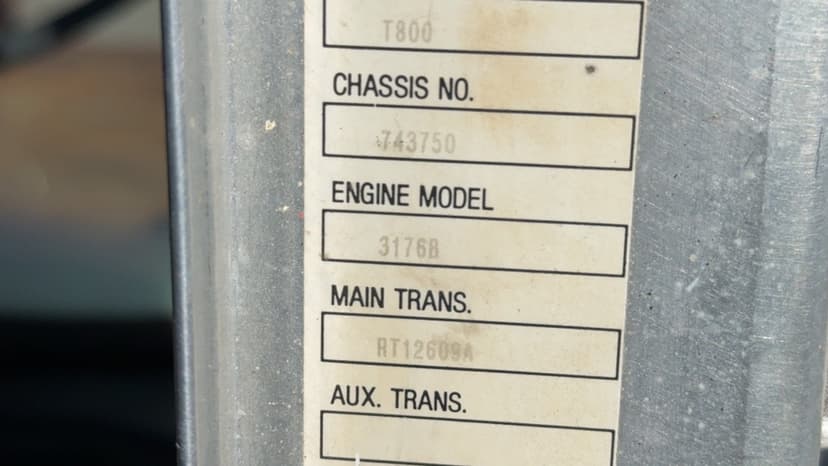 T800
CHASSIS NO.
743750
ENGINE MODEL
3176B
MAIN TRANS.
RT12609A
AUX. TRANS.